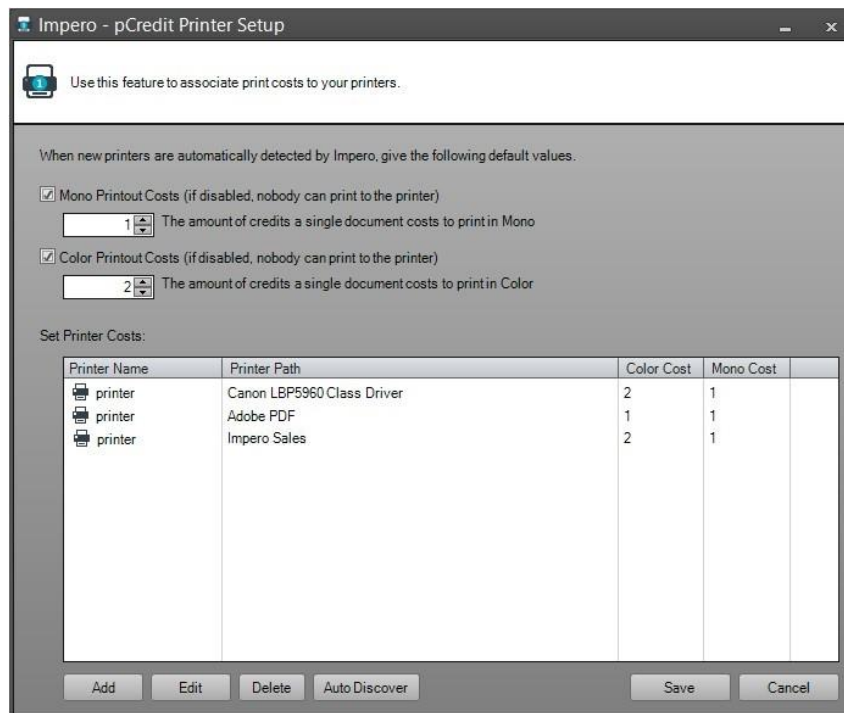 Impero - pCredit Printer Setup
Use this feature to associate print costs to your printers.
When new printers are automatically detected by Impero, give the following default values.
Mono Printout Costs (if disabled, nobody can print to the printer)
1 The amount of credits a single document costs to print in Mono
Color Printout Costs (if disabled, nobody can print to the printer)
2 The amount of credits a single document costs to print in Color
Set Printer Costs:
Printer Name Printer Path Color Cost Mono Cost
printer Canon LBP5960 Class Driver 2 1
printer Adobe PDF 1 1
printer Impero Sales 2 1
Add Edit Delete Auto Discover Save Cancel